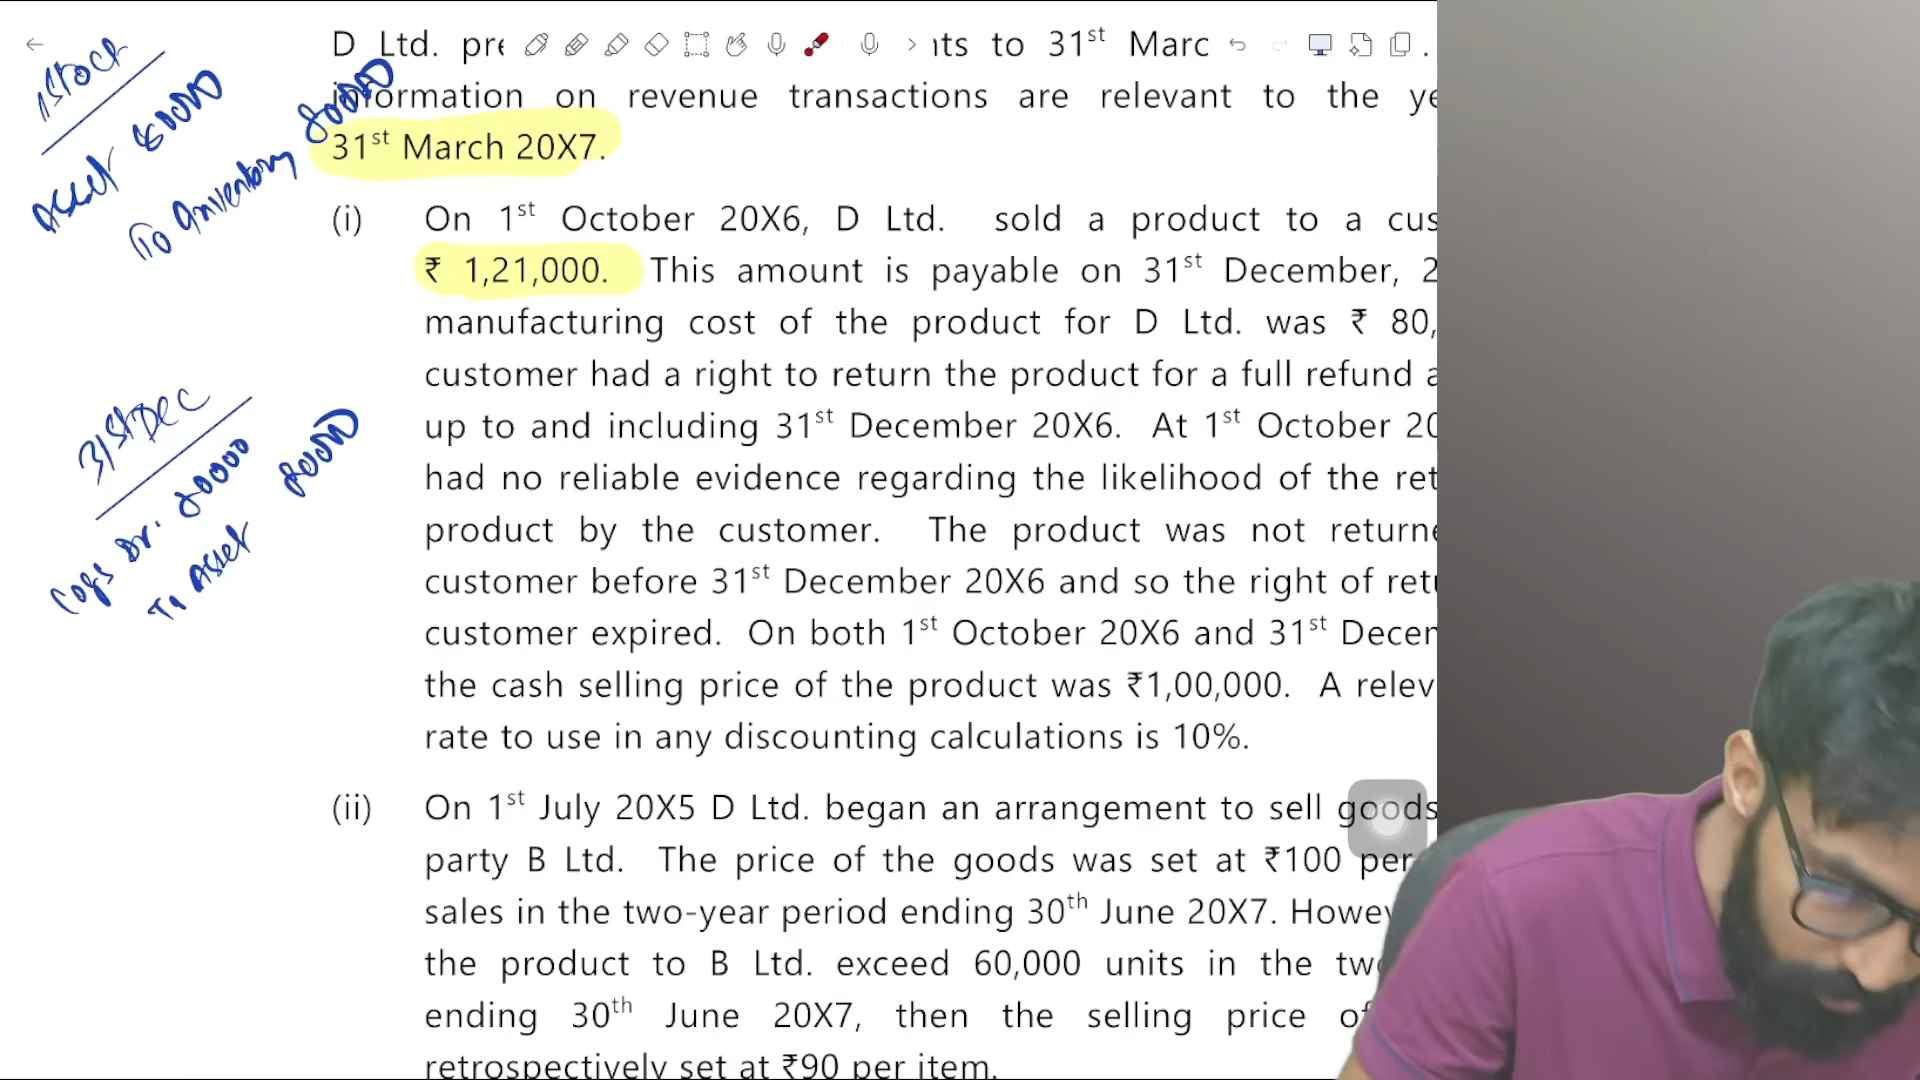 D Ltd. pre nts to 31st Marc .
information on revenue transactions are relevant to the ye
31st March 20X7.
(i) On 1st October 20X6, D Ltd. sold a product to a cus
₹ 1,21,000. This amount is payable on 31st December, 2
manufacturing cost of the product for D Ltd. was ₹ 80,
customer had a right to return the product for a full refund a
up to and including 31st December 20X6. At 1st October 20
had no reliable evidence regarding the likelihood of the ret
product by the customer. The product was not returne
customer before 31st December 20X6 and so the right of retu
customer expired. On both 1st October 20X6 and 31st Decem
the cash selling price of the product was ₹1,00,000. A relev
rate to use in any discounting calculations is 10%.
(ii) On 1st July 20X5 D Ltd. began an arrangement to sell goods
party B Ltd. The price of the goods was set at ₹100 per
sales in the two-year period ending 30th June 20X7. Howev
the product to B Ltd. exceed 60,000 units in the tw
ending 30th June 20X7, then the selling price of
retrospectively set at ₹90 per item.
1st Oct
Asset 80000
To Inventory 80000
31st Dec
Cogs Dr. 80000
To Asset 80000